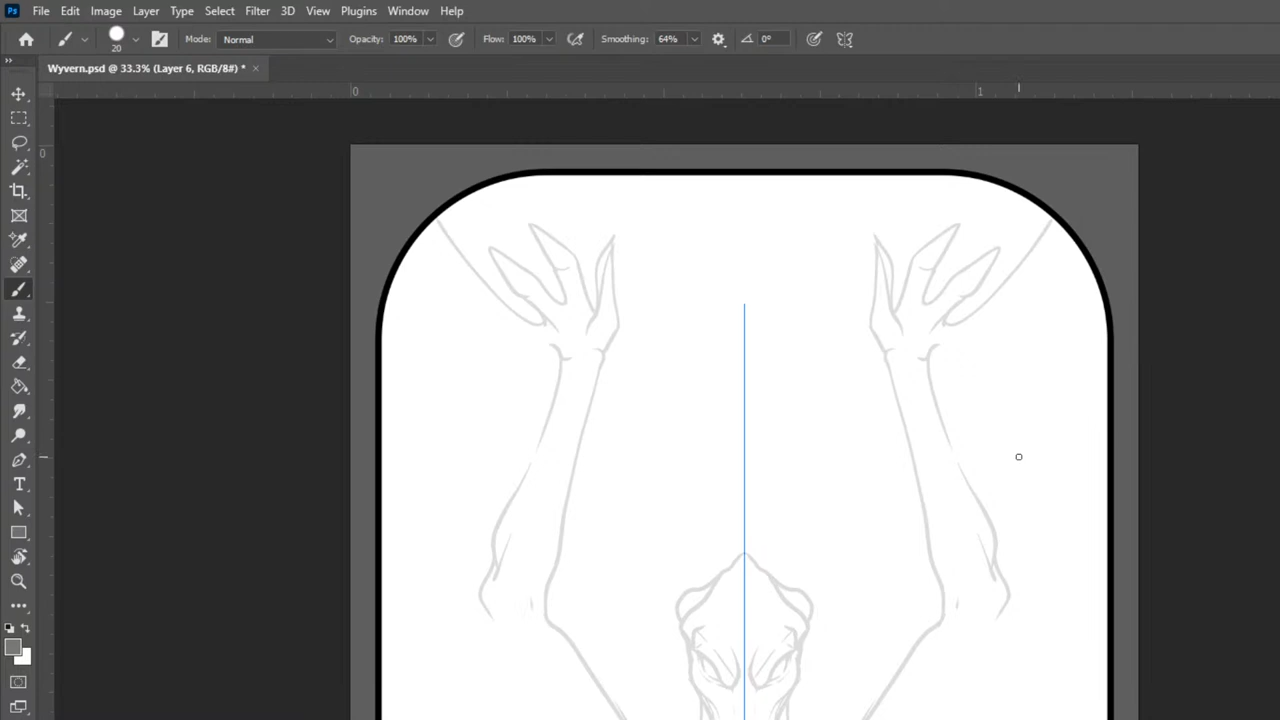 Ps File Edit Image Layer Type Select Filter 3D View Plugins Window Help
20 Mode: Normal Opacity: 100% Flow: 100% Smoothing: 64% 0°
Wyvern.psd @ 33.3% (Layer 6, RGB/8#) * ×
0 1
0